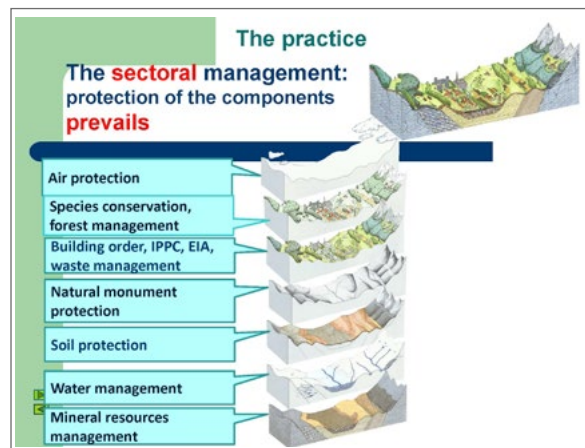 The practice
The sectoral management:
protection of the components
prevails
Air protection
Species conservation,
forest management
Building order, IPPC, EIA,
waste management
Natural monument
protection
Soil protection
Water management
Mineral resources
management